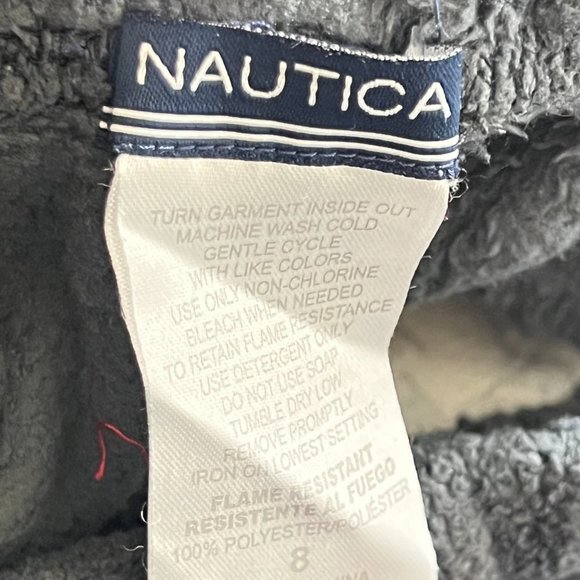 NAUTICA
TURN GARMENT INSIDE OUT
MACHINE WASH COLD
GENTLE CYCLE
WITH LIKE COLORS
USE ONLY NON-CHLORINE
BLEACH WHEN NEEDED
TO RETAIN FLAME RESISTANCE
USE DETERGENT ONLY
DO NOT USE SOAP
TUMBLE DRY LOW
REMOVE PROMPTLY
IRON ON LOWEST SETTING
FLAME RESISTANT
RESISTENTE AL FUEGO
100% POLYESTER/POLIÉSTER
8